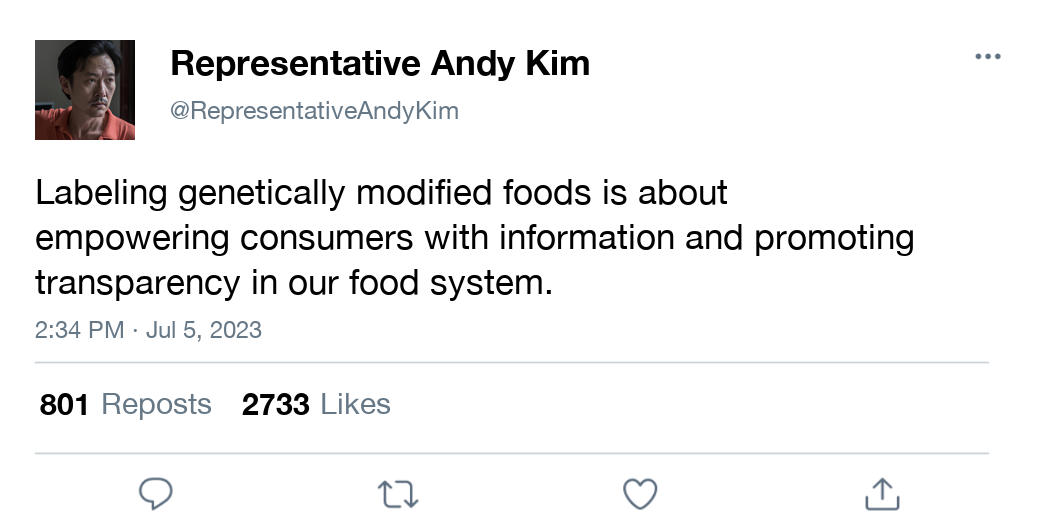 Representative Andy Kim
@RepresentativeAndyKim
Labeling genetically modified foods is about
empowering consumers with information and promoting
transparency in our food system.
2:34 PM · Jul 5, 2023
801 Reposts 2733 Likes